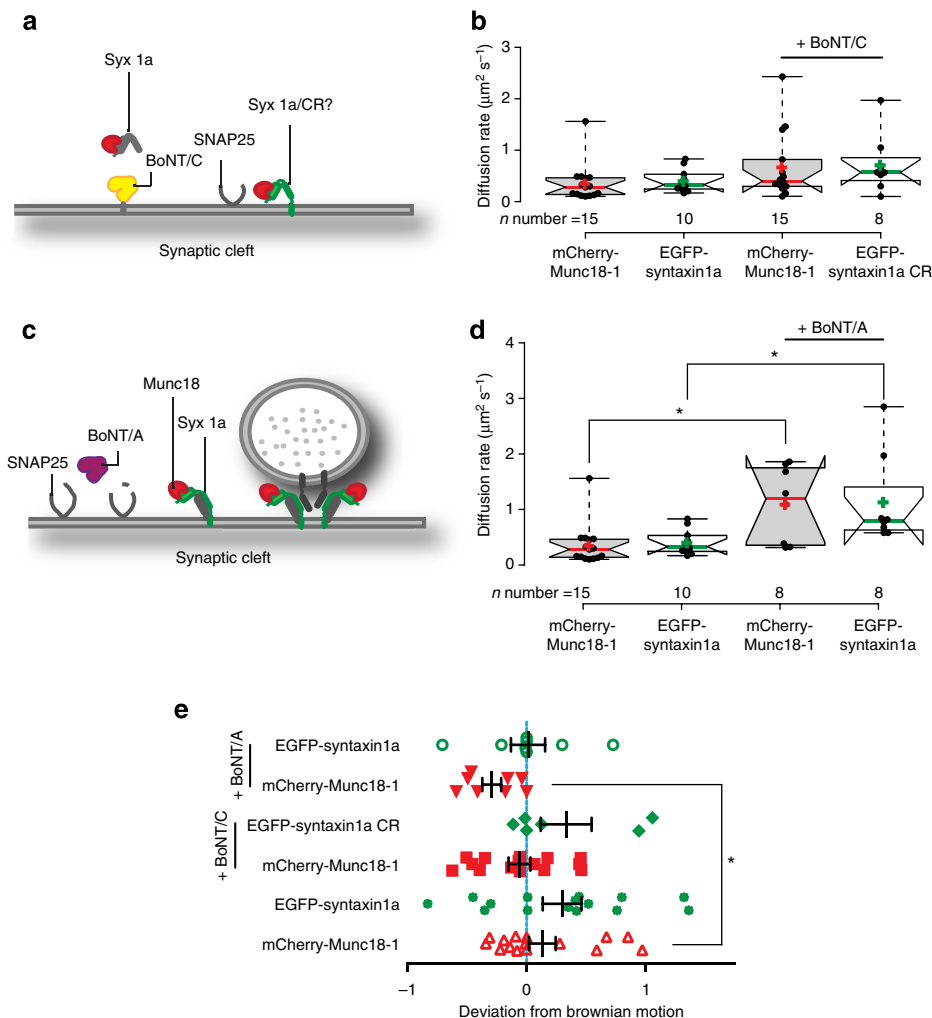 a
Syx 1a
BoNT/C
SNAP25
Syx 1a/CR?
Synaptic cleft
b
+ BoNT/C
Diffusion rate (μm² s⁻¹)
3
2
1
0
n number =15 10 15 8
mCherry-
Munc18-1
EGFP-
syntaxin1a
mCherry-
Munc18-1
EGFP-
syntaxin1a CR
c
Munc18
Syx 1a
BoNT/A
SNAP25
Synaptic cleft
d
+ BoNT/A
*
*
Diffusion rate (μm² s⁻¹)
4
3
2
1
0
n number =15 10 8 8
mCherry-
Munc18-1
EGFP-
syntaxin1a
mCherry-
Munc18-1
EGFP-
syntaxin1a
e
+ BoNT/A
EGFP-syntaxin1a
mCherry-Munc18-1
+ BoNT/C
EGFP-syntaxin1a CR
mCherry-Munc18-1
EGFP-syntaxin1a
mCherry-Munc18-1
*
−1 0 1
Deviation from brownian motion